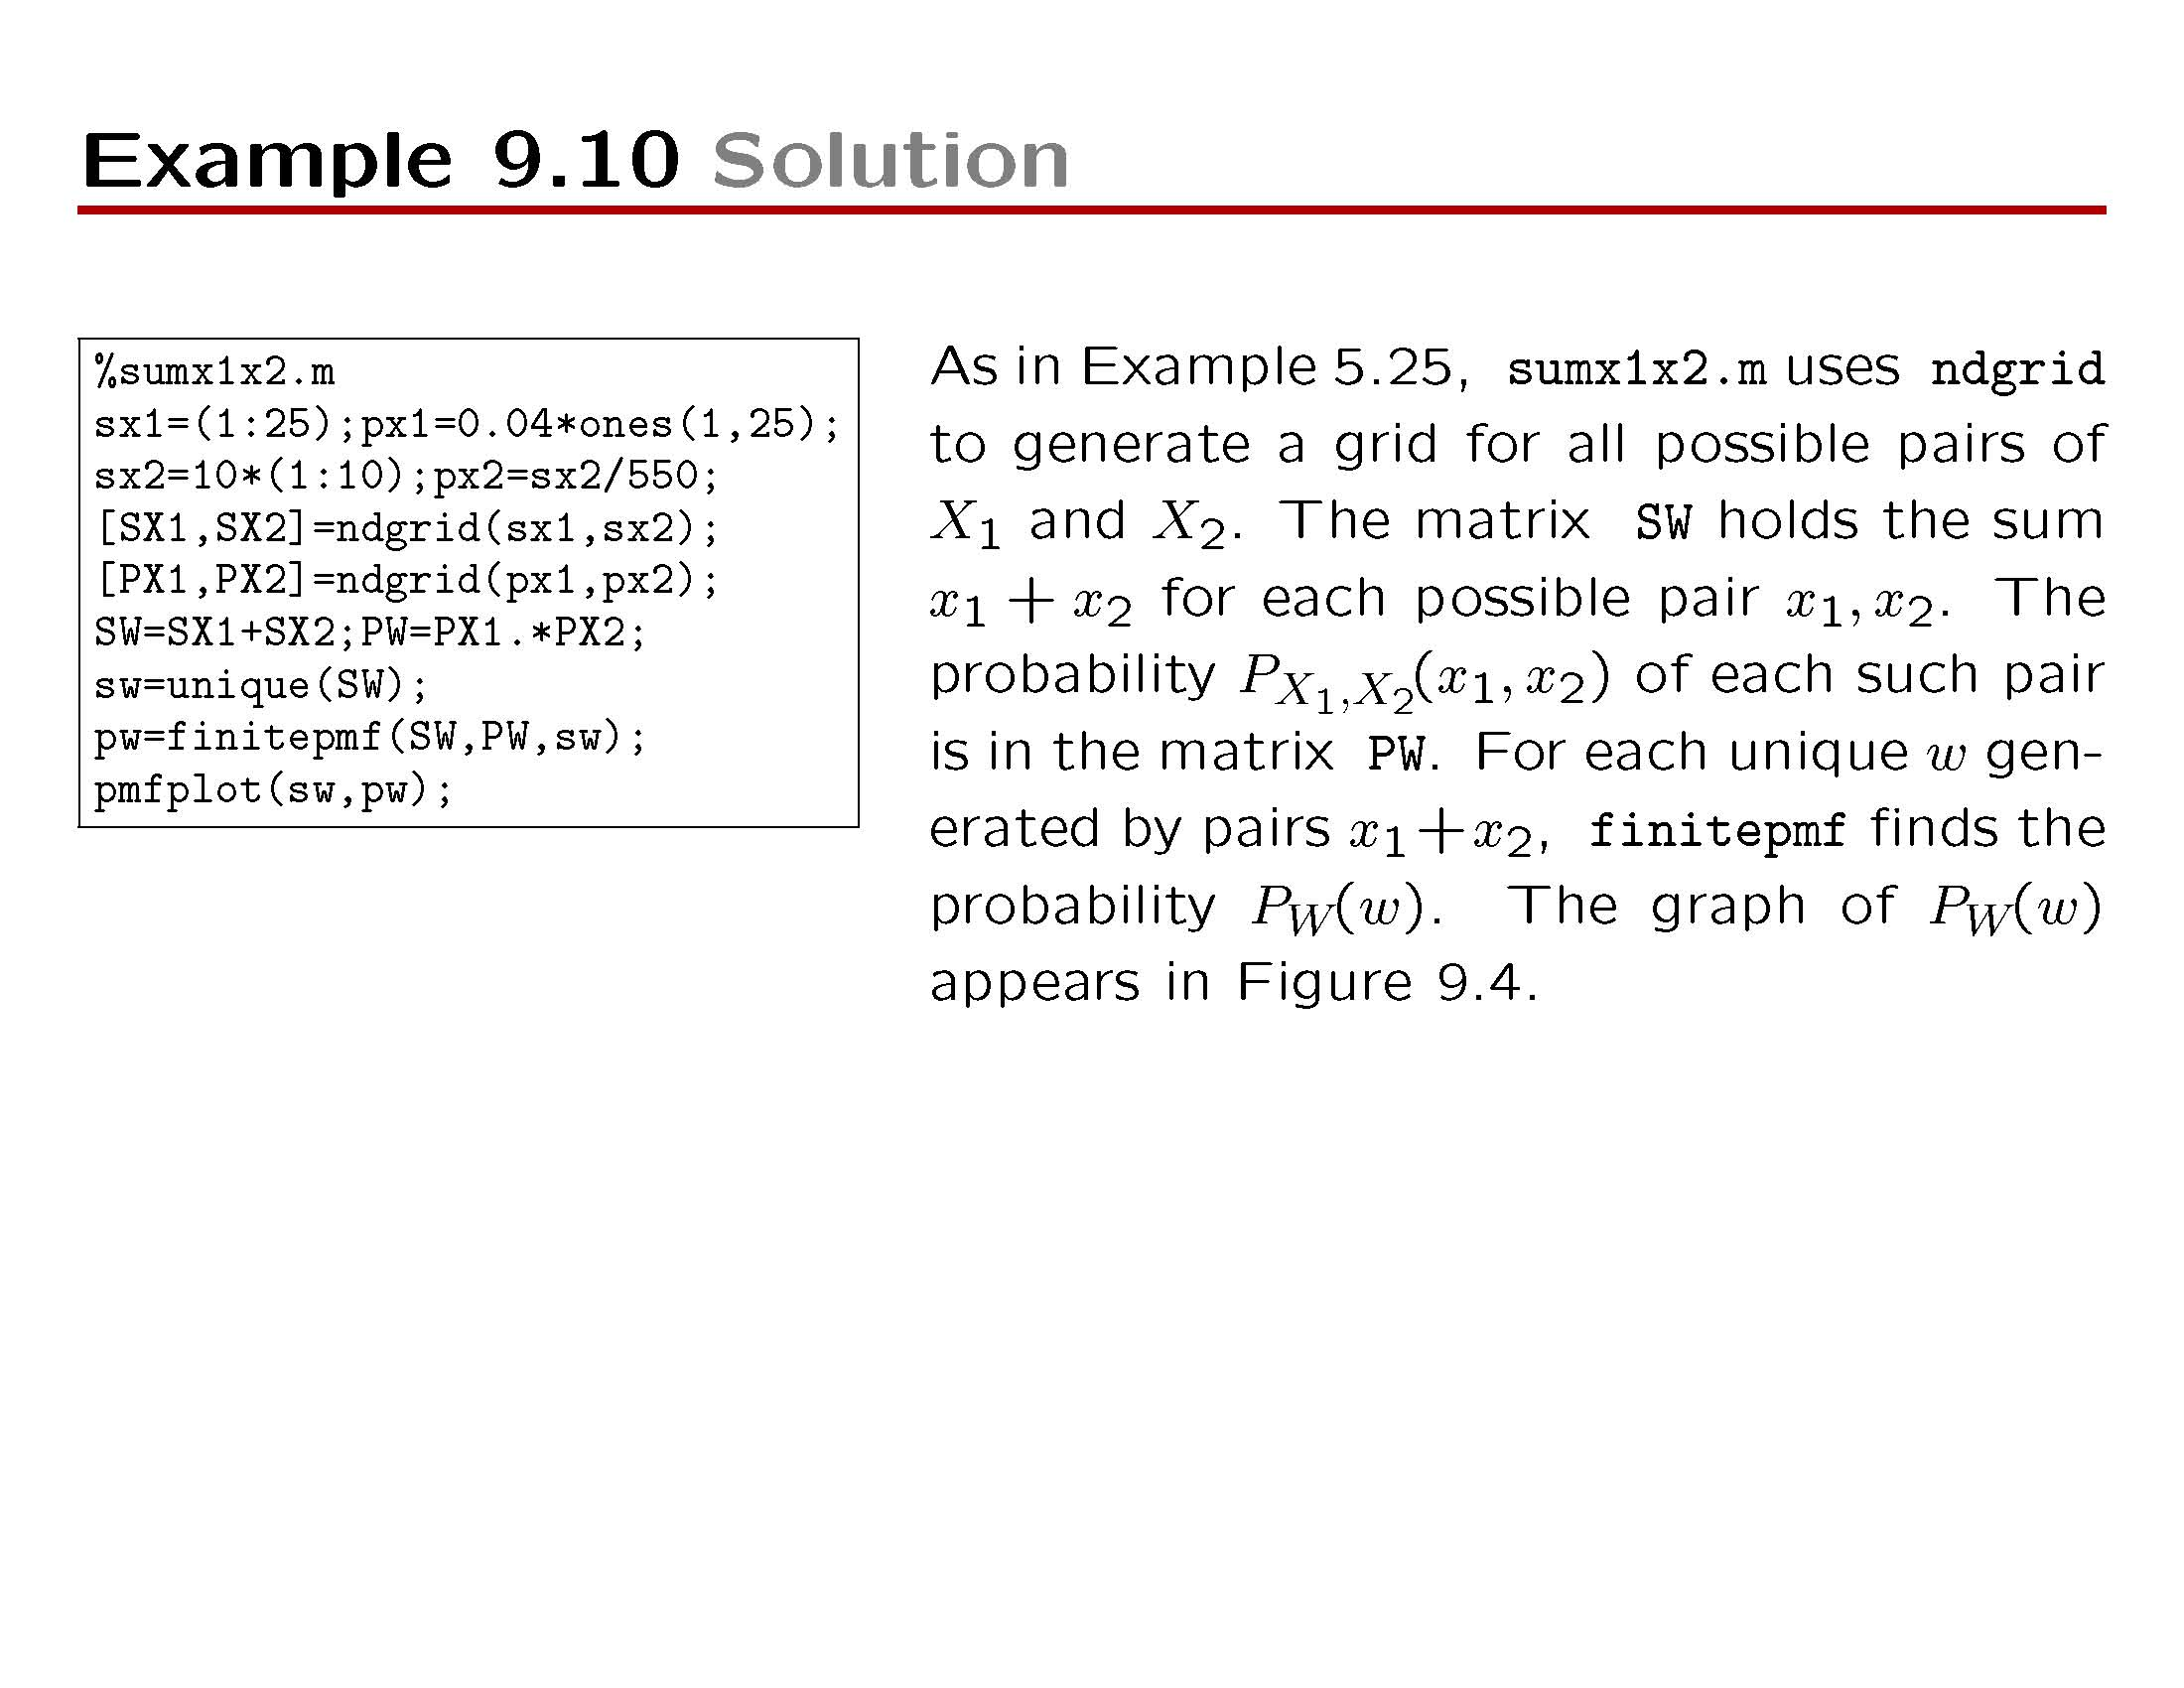 Example 9.10 Solution
%sumx1x2.m
sx1=(1:25);px1=0.04*ones(1,25);
sx2=10*(1:10);px2=sx2/550;
[SX1,SX2]=ndgrid(sx1,sx2);
[PX1,PX2]=ndgrid(px1,px2);
SW=SX1+SX2;PW=PX1.*PX2;
sw=unique(SW);
pw=finitepmf(SW,PW,sw);
pmfplot(sw,pw);
As in Example 5.25, sumx1x2.m uses ndgrid
to generate a grid for all possible pairs of
X₁ and X₂. The matrix SW holds the sum
x₁ + x₂ for each possible pair x₁, x₂. The
probability P_{X₁,X₂}(x₁, x₂) of each such pair
is in the matrix PW. For each unique w gen-
erated by pairs x₁+x₂, finitepmf finds the
probability P_W(w). The graph of P_W(w)
appears in Figure 9.4.